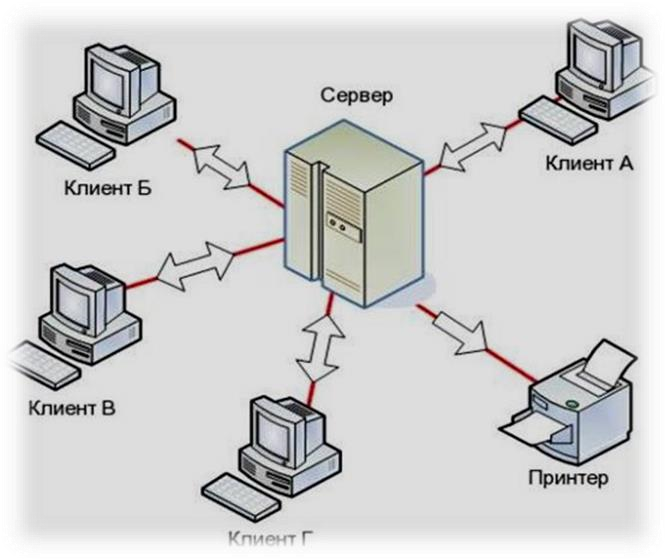 Сервер
Клиент Б
Клиент А
Клиент В
Принтер
Клиент Г